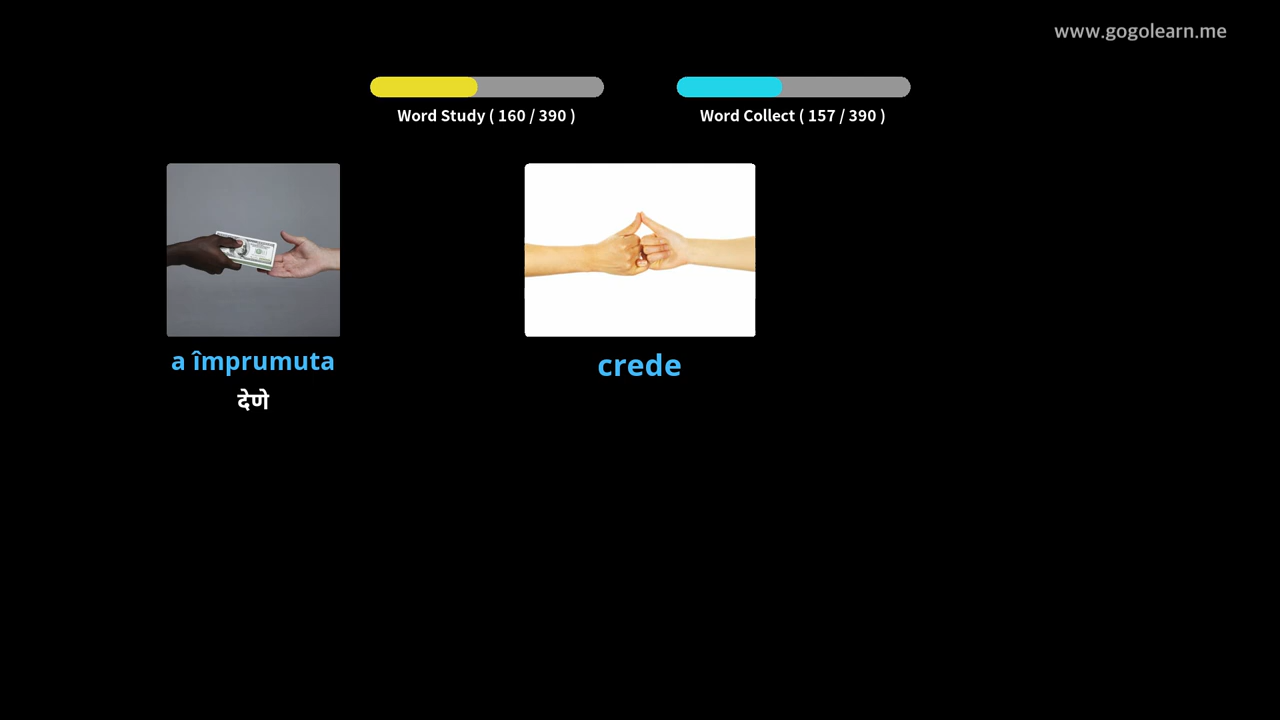 www.gogolearn.me
Word Study ( 160 / 390 )
Word Collect ( 157 / 390 )
a împrumuta
देणे
crede